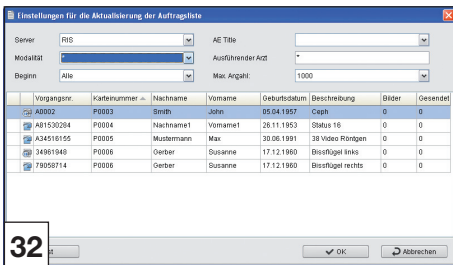 Einstellungen für die Aktualisierung der Auftragsliste
Server RIS AE Title
Modalität * Ausführender Arzt *
Beginn Alle Max. Angahl: 1000
Vorgangsnr. Karteinummer Nachname Vorname Geburtsdatum Beschreibung Bilder Gesendet
A0002 P0003 Smith John 05.04.1957 Ceph 0 0
A81530284 P0004 Nachname1 Vorname1 26.11.1953 Status 16 0 0
A34516155 P0005 Mustermann Max 30.06.1991 38 Video Röntgen 0 0
34961948 P0006 Gerber Susanne 17.12.1960 Bissflügel links 0 0
79058714 P0006 Gerber Susanne 17.12.1960 Bissflügel rechts 0 0
32 OK Abbrechen